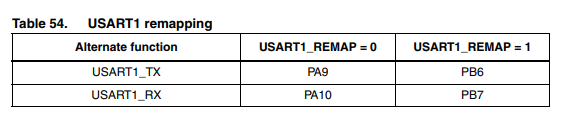 Table 54. USART1 remapping
Alternate function USART1_REMAP = 0 USART1_REMAP = 1
USART1_TX PA9 PB6
USART1_RX PA10 PB7